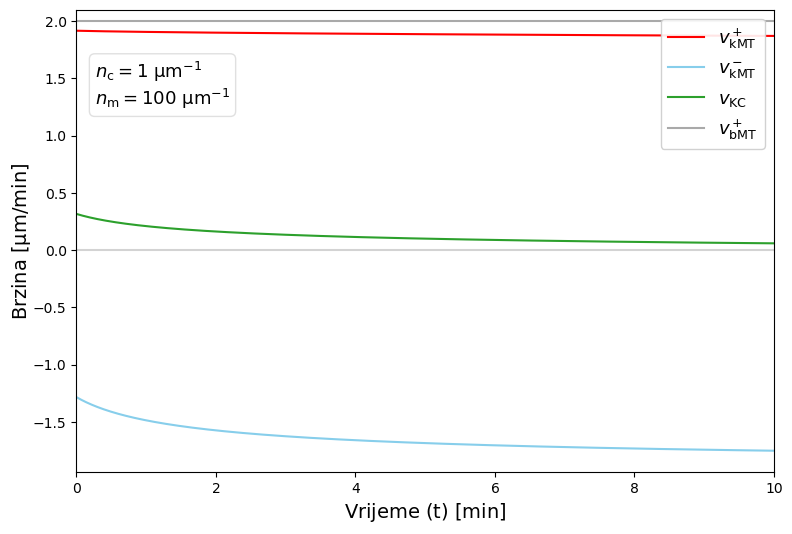 2.0
1.5
1.0
0.5
0.0
−0.5
−1.0
−1.5
0
2
4
6
8
10
Brzina [µm/min]
Vrijeme (t) [min]
n_c = 1 µm⁻¹
n_m = 100 µm⁻¹
v⁺_kMT
v⁻_kMT
v_KC
v⁺_bMT